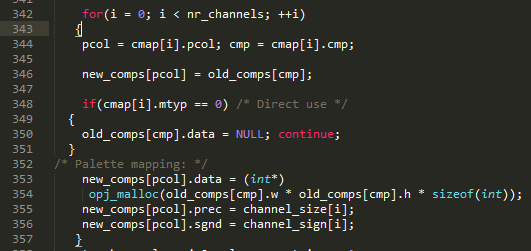 341
342 for(i = 0; i < nr_channels; ++i)
343 {
344 pcol = cmap[i].pcol; cmp = cmap[i].cmp;
345
346 new_comps[pcol] = old_comps[cmp];
347
348 if(cmap[i].mtyp == 0) /* Direct use */
349 {
350 old_comps[cmp].data = NULL; continue;
351 }
352 /* Palette mapping: */
353 new_comps[pcol].data = (int*)
354 opj_malloc(old_comps[cmp].w * old_comps[cmp].h * sizeof(int));
355 new_comps[pcol].prec = channel_size[i];
356 new_comps[pcol].sgnd = channel_sign[i];
357 }